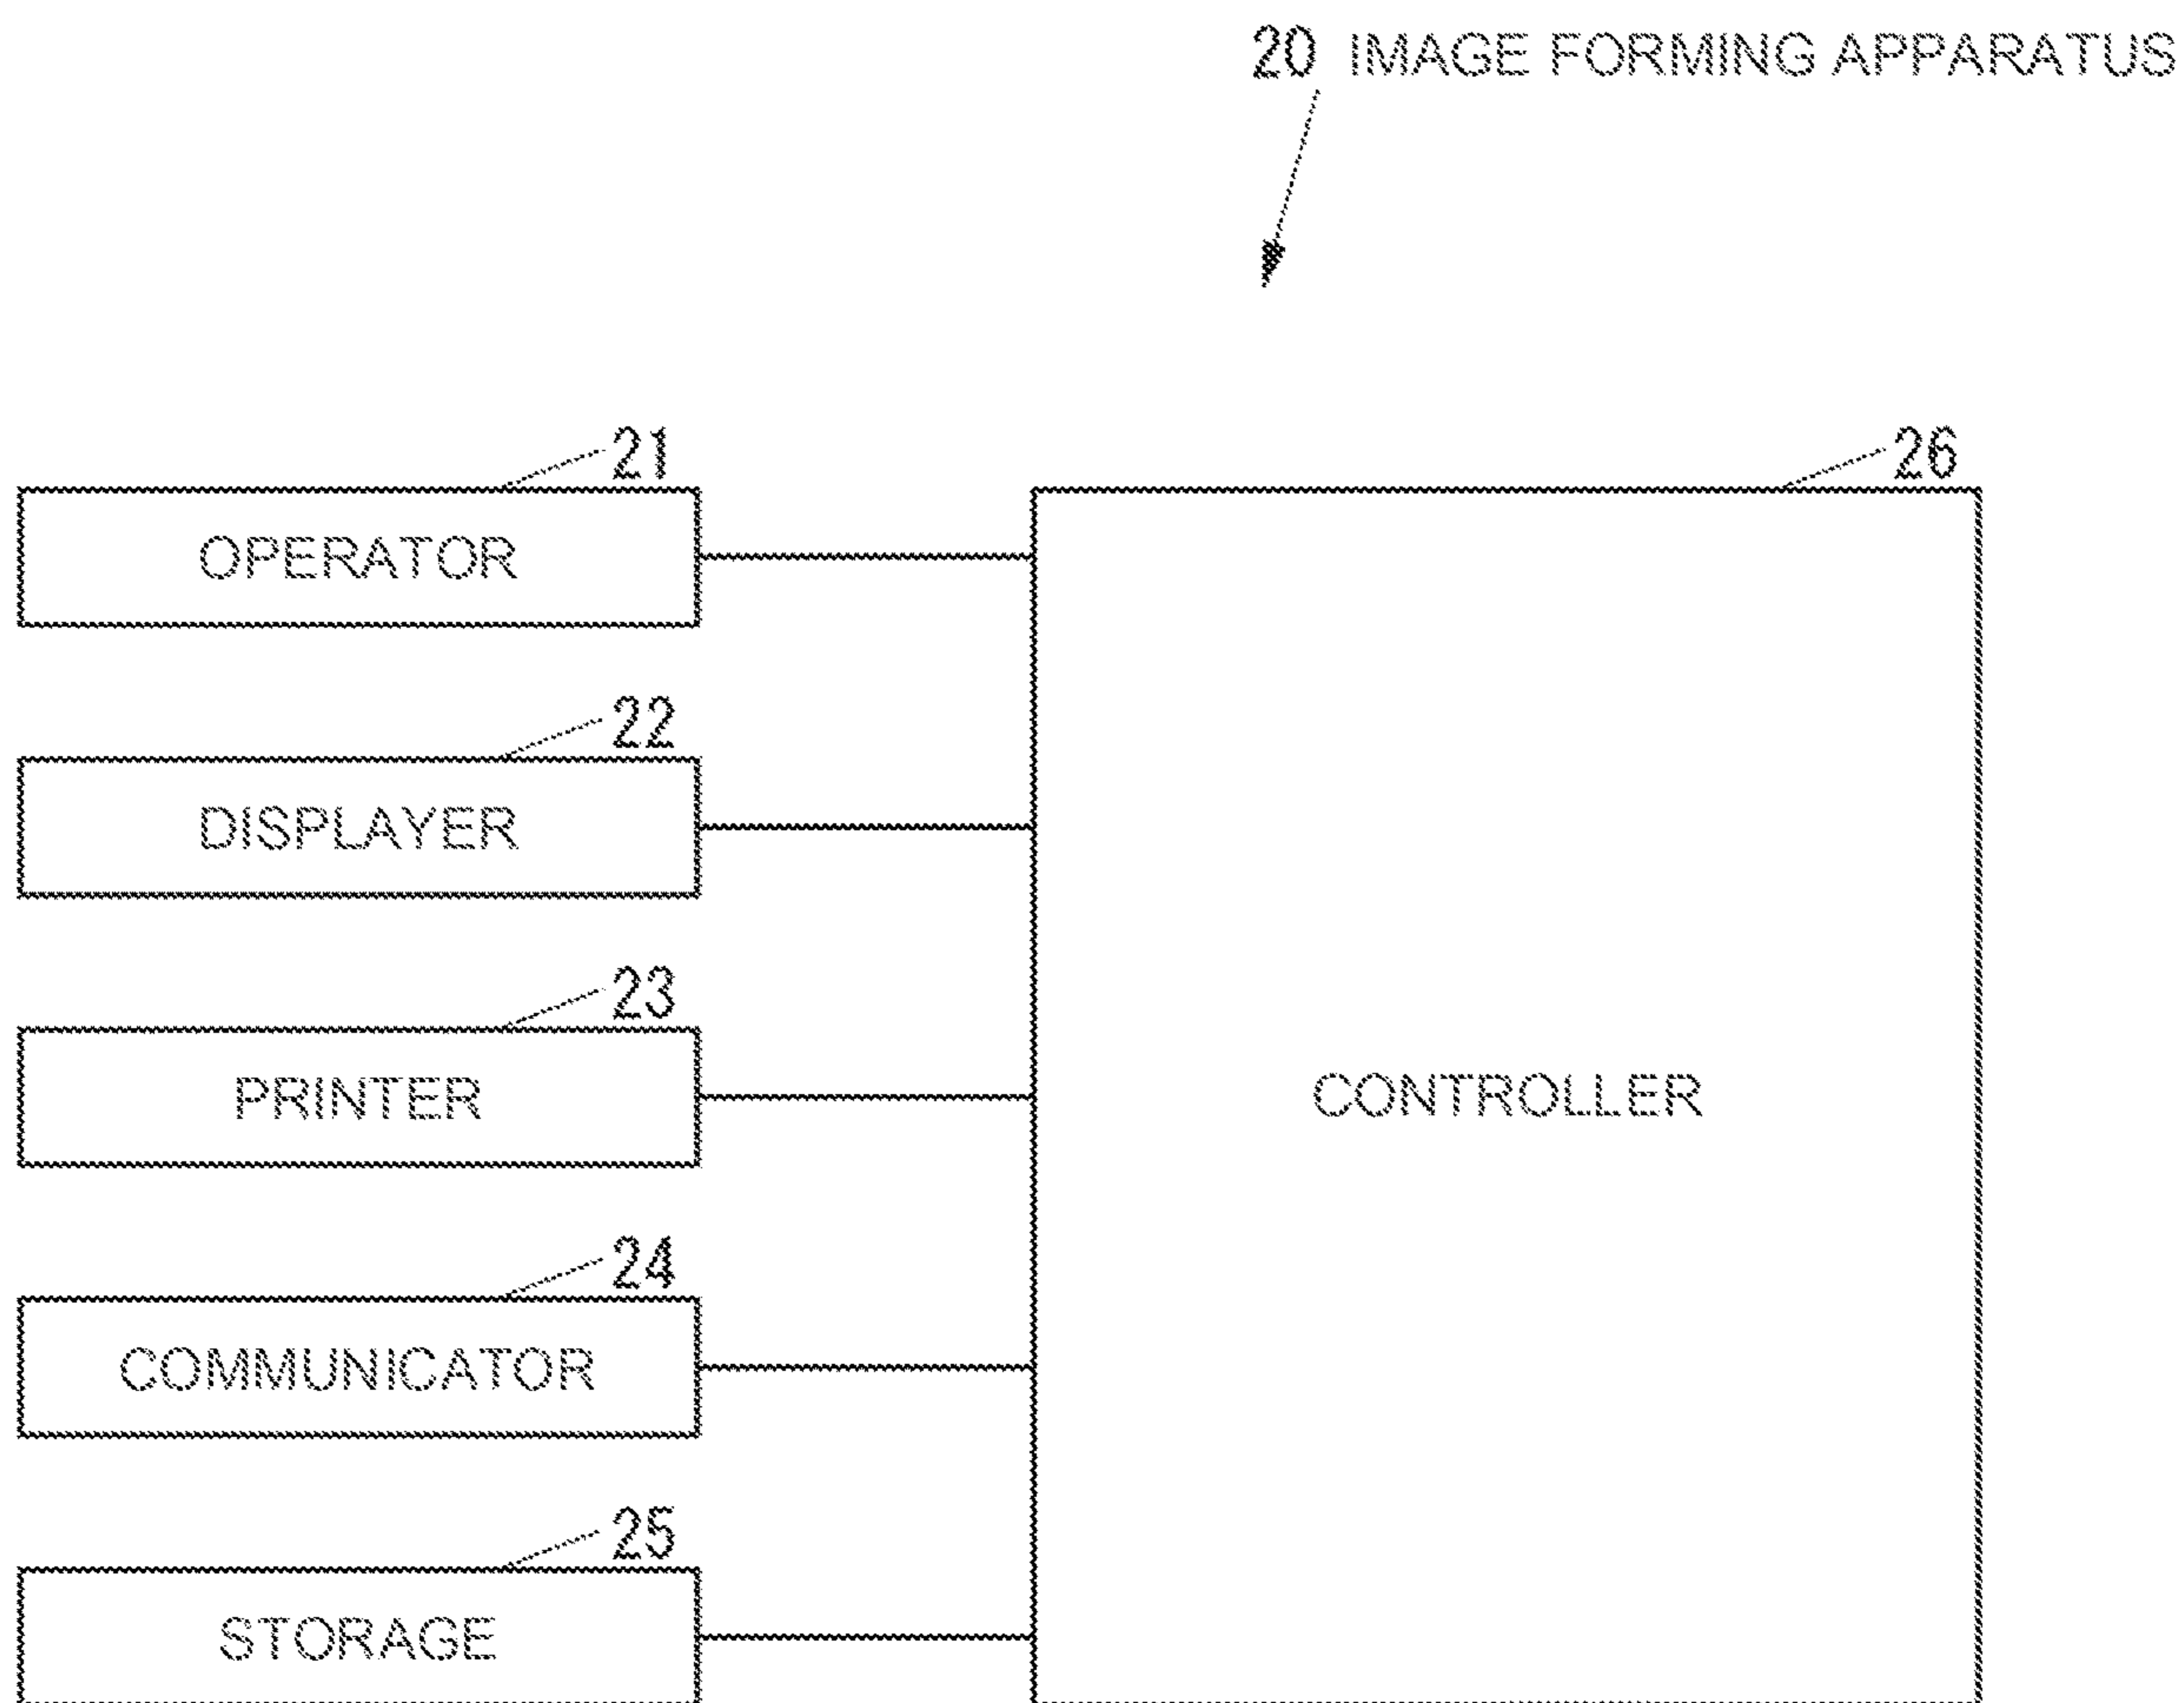 20 IMAGE FORMING APPARATUS
21
26
OPERATOR
22
DISPLAYER
23
PRINTER
CONTROLLER
24
COMMUNICATOR
25
STORAGE